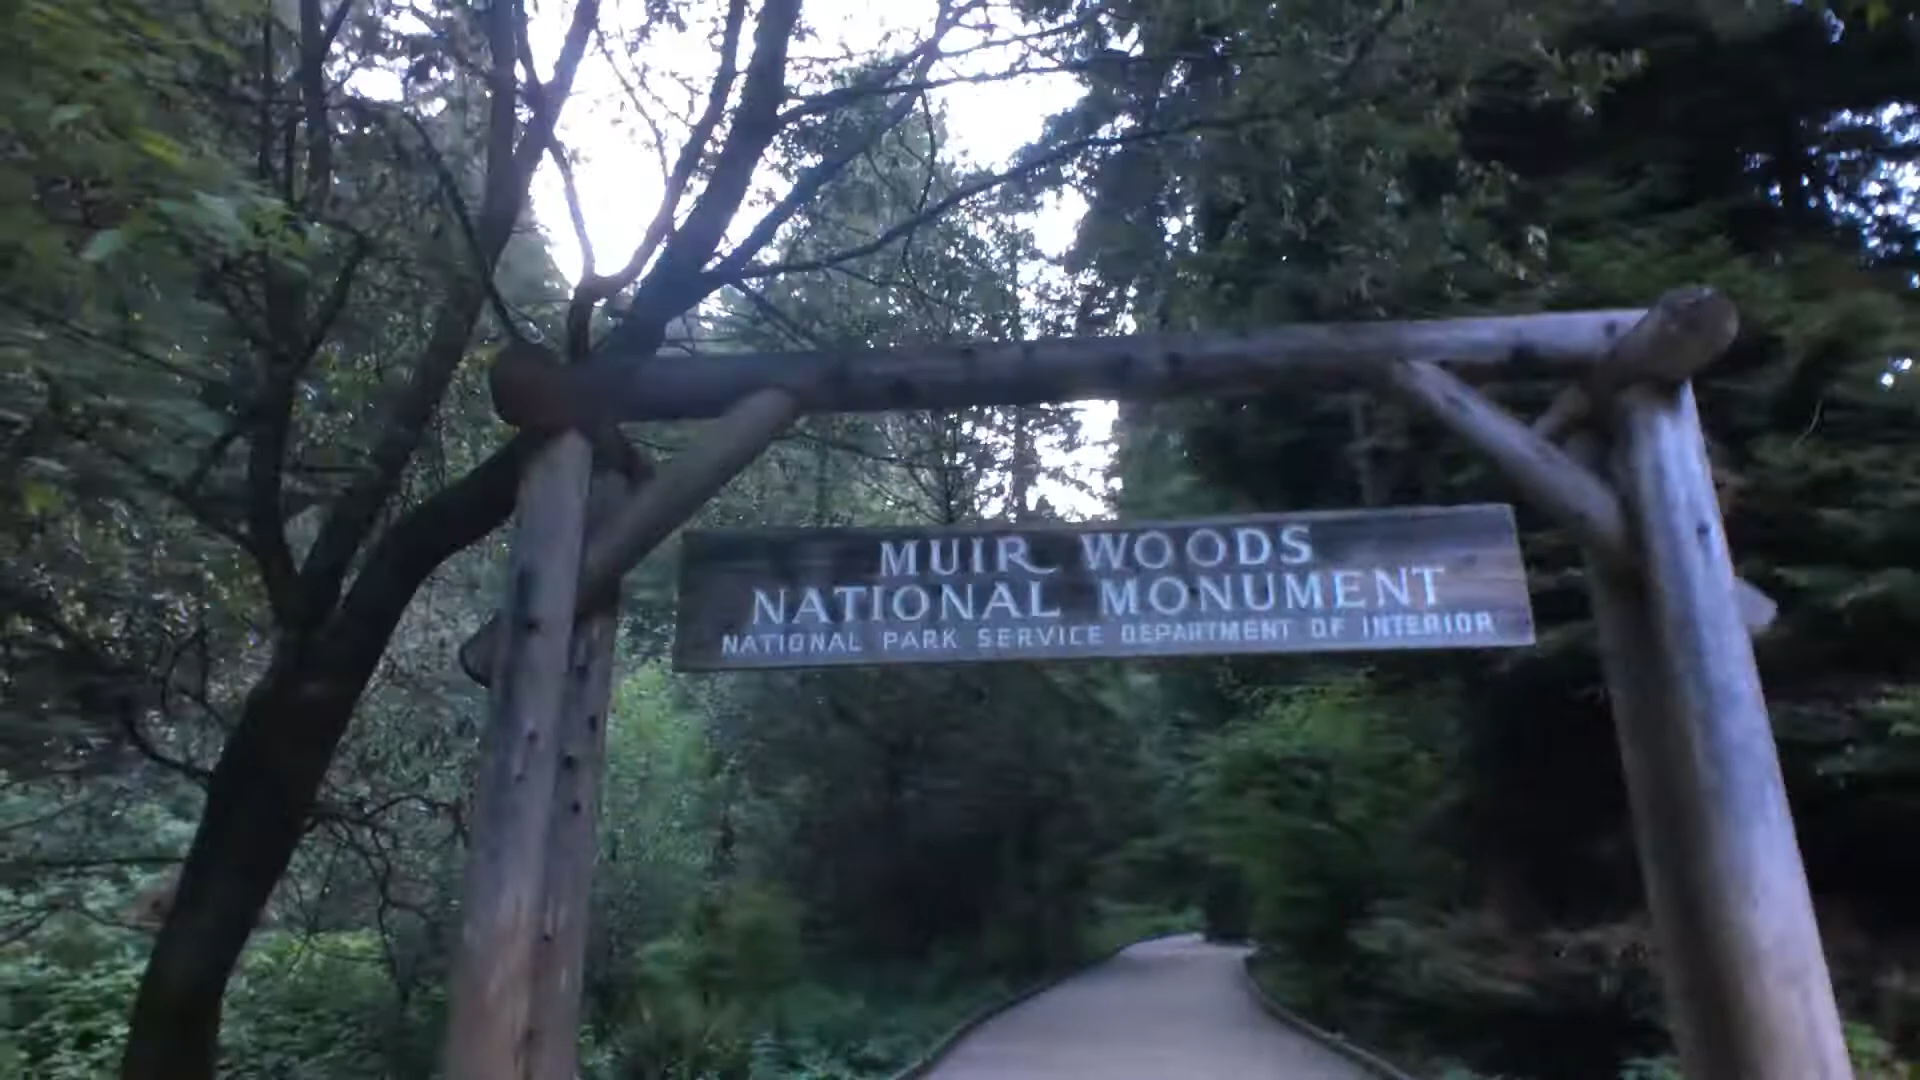 MUIR WOODS
NATIONAL MONUMENT
NATIONAL PARK SERVICE DEPARTMENT OF INTERIOR